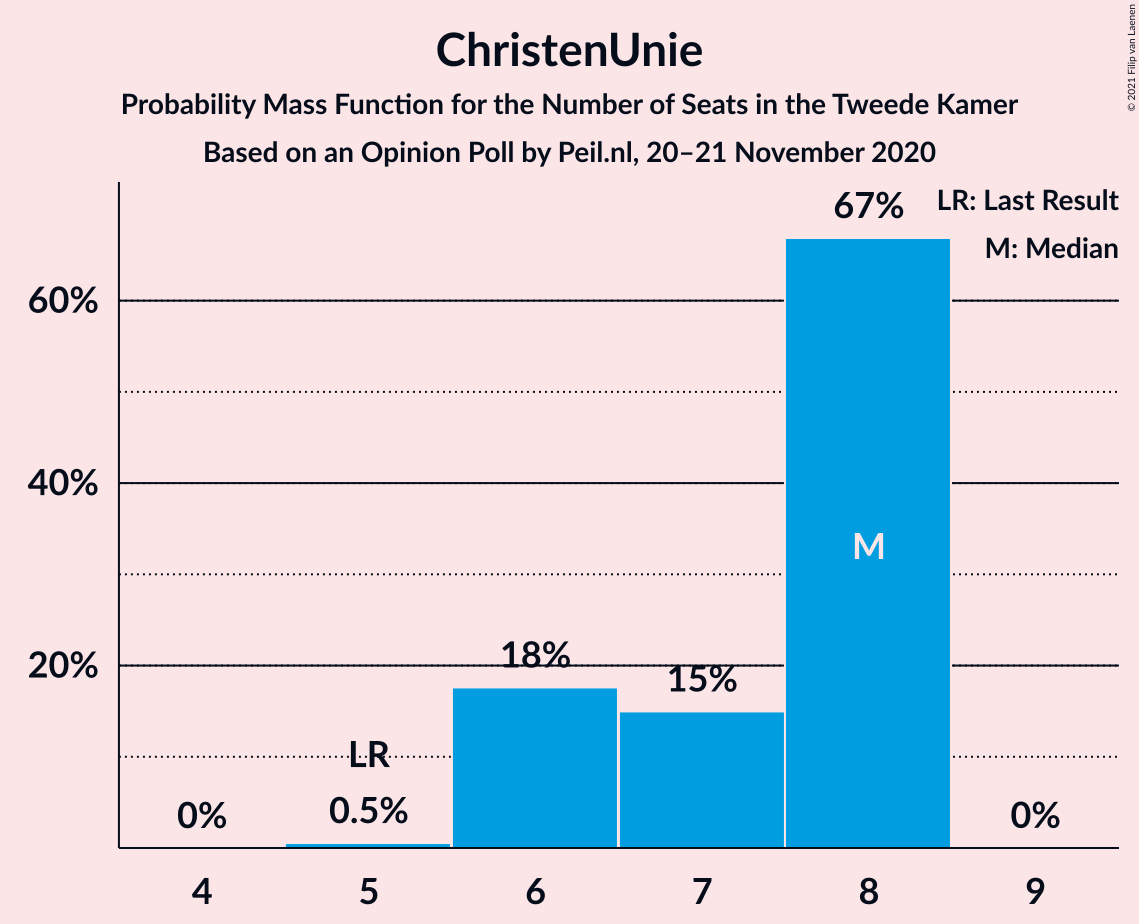 ChristenUnie
Probability Mass Function for the Number of Seats in the Tweede Kamer
Based on an Opinion Poll by Peil.nl, 20–21 November 2020
© 2021 Filip van Laenen
LR: Last Result
M: Median
67%
60%
40%
M
20%
18%
15%
LR
0%
0.5%
0%
4 5 6 7 8 9